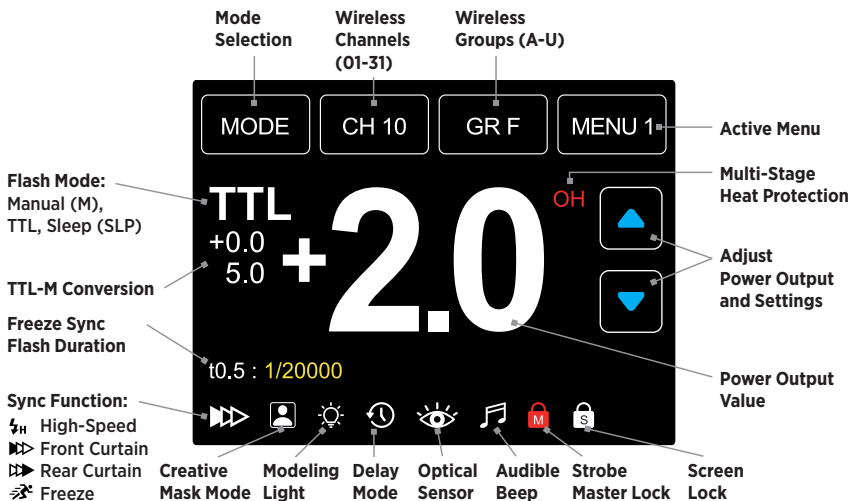 Mode
Selection
Wireless
Channels
(01-31)
Wireless
Groups (A-U)
MODE
CH 10
GR F
MENU 1
Active Menu
Multi-Stage
Heat Protection
Flash Mode:
Manual (M),
TTL, Sleep (SLP)
TTL
+0.0
5.0
+2.0
OH
TTL-M Conversion
Adjust
Power Output
and Settings
Freeze Sync
Flash Duration
t0.5 : 1/20000
Power Output
Value
Sync Function:
H High-Speed
Front Curtain
Rear Curtain
Freeze
M
S
Creative
Mask Mode
Modeling
Light
Delay
Mode
Optical
Sensor
Audible
Beep
Strobe
Master Lock
Screen
Lock